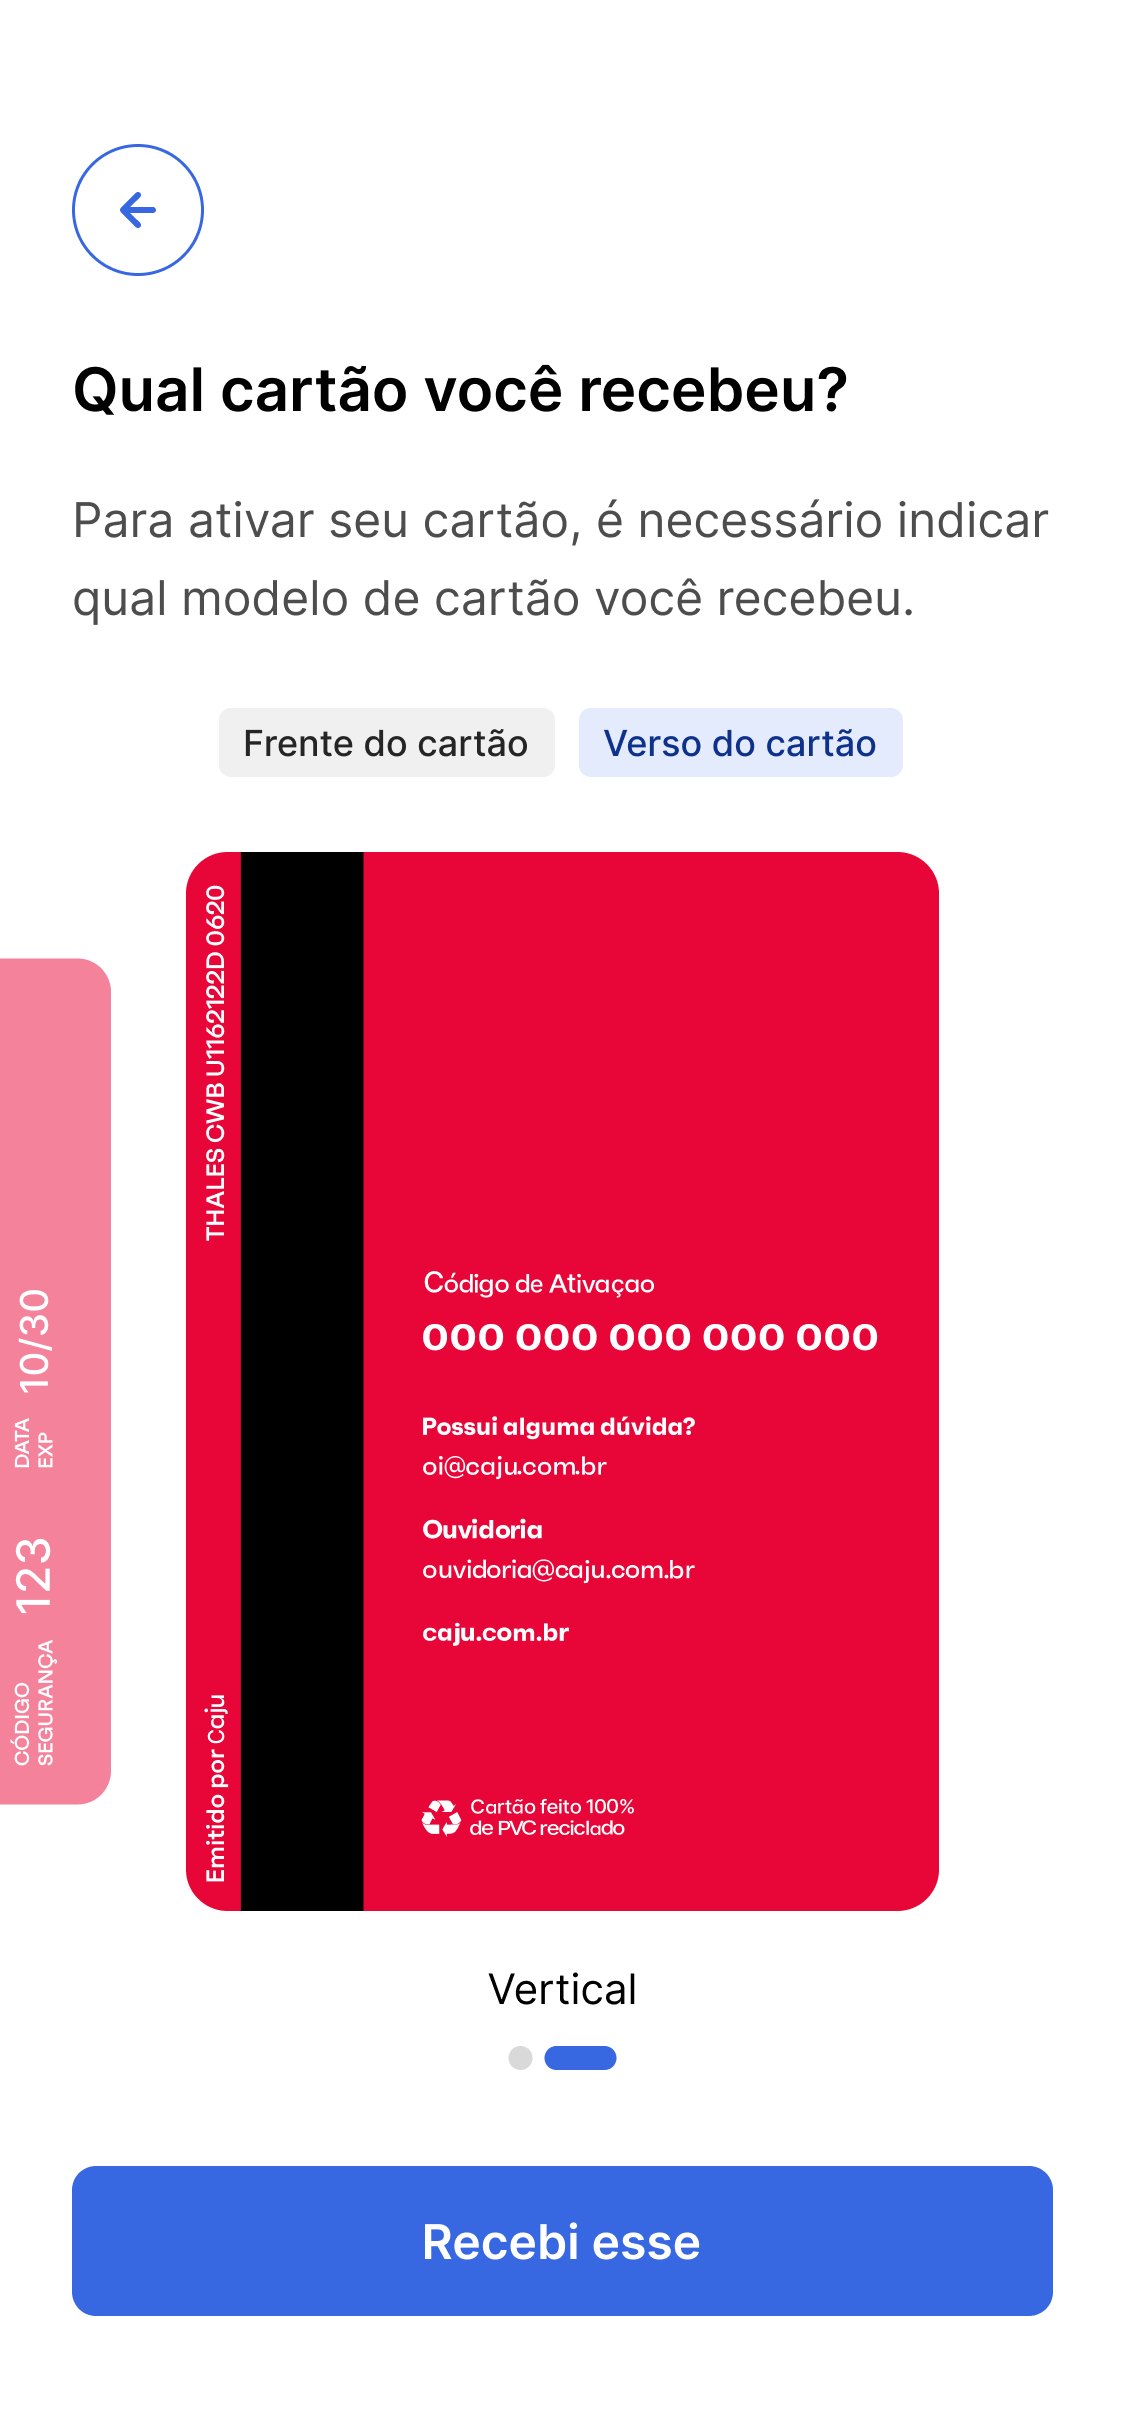 Qual cartão você recebeu?
Para ativar seu cartão, é necessário indicar
qual modelo de cartão você recebeu.
Frente do cartão
Verso do cartão
CÓDIGO
SEGURANÇA
123
DATA
EXP
10/30
THALES CWB U1162122D 0620
Emitido por Caju
Código de Ativaçao
000 000 000 000 000
Possui alguma dúvida?
oi@caju.com.br
Ouvidoria
ouvidoria@caju.com.br
caju.com.br
Cartão feito 100%
de PVC reciclado
Vertical
Recebi esse